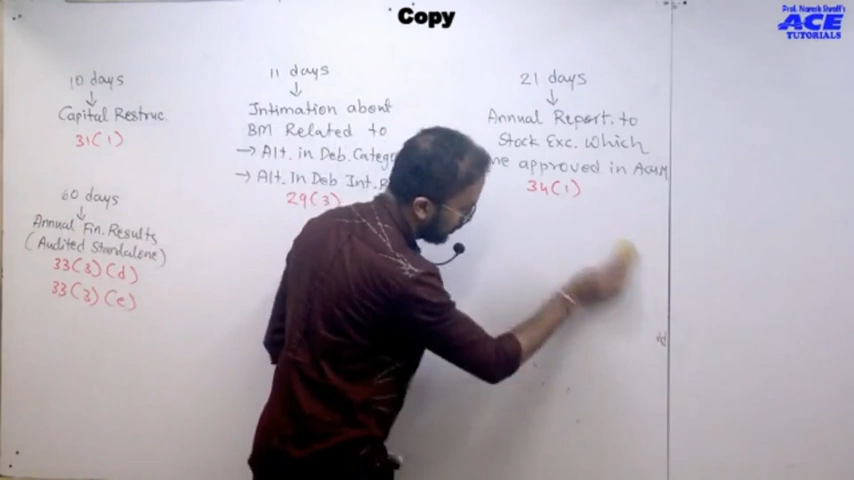 Copy
Prof. Naresh Shroff's
ACE
TUTORIALS
10 days
↓
Capital Restruc.
31(1)
60 days
↓
Annual Fin. Results
(Audited Standalone)
33(3)(d)
33(3)(e)
11 days
↓
Intimation about
BM Related to
→ Alt. in Deb. Categ
→ Alt. In Deb Int.
29(3)
21 days
↓
Annual Report to
Stock Exc. Which
approved in AGM
34(1)